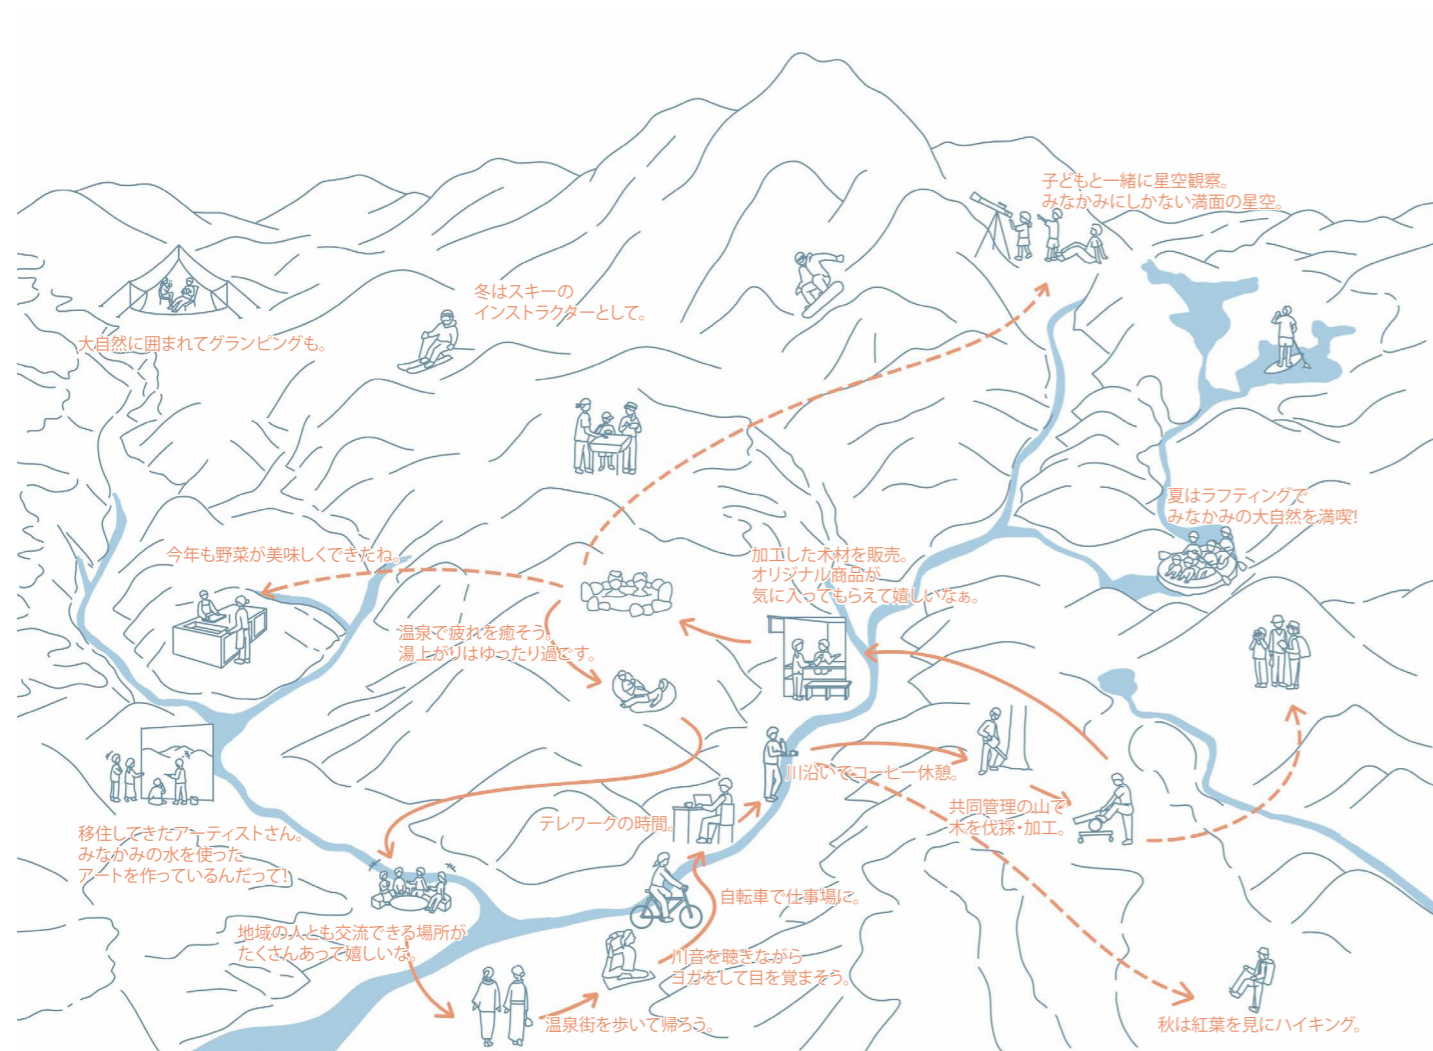 子どもと一緒に星空観察。
みなかみにしかない満面の星空。
冬はスキーの
インストラクターとして。
大自然に囲まれてグランピングも。
夏はラフティングで
みなかみの大自然を満喫!
今年も野菜が美味しくできたね。
加工した木材を販売。
オリジナル商品が
気に入ってもらえて嬉しいなぁ。
温泉で疲れを癒そう。
湯上がりはゆったり過ごす。
川沿いでコーヒー休憩。
共同管理の山で
木を伐採・加工。
テレワークの時間。
移住してきたアーティストさん。
みなかみの水を使った
アートを作っているんだって!
自転車で仕事場に。
地域の人とも交流できる場所が
たくさんあって嬉しいな。
川音を聴きながら
ヨガをして目を覚まそう。
温泉街を歩いて帰ろう。
秋は紅葉を見にハイキング。